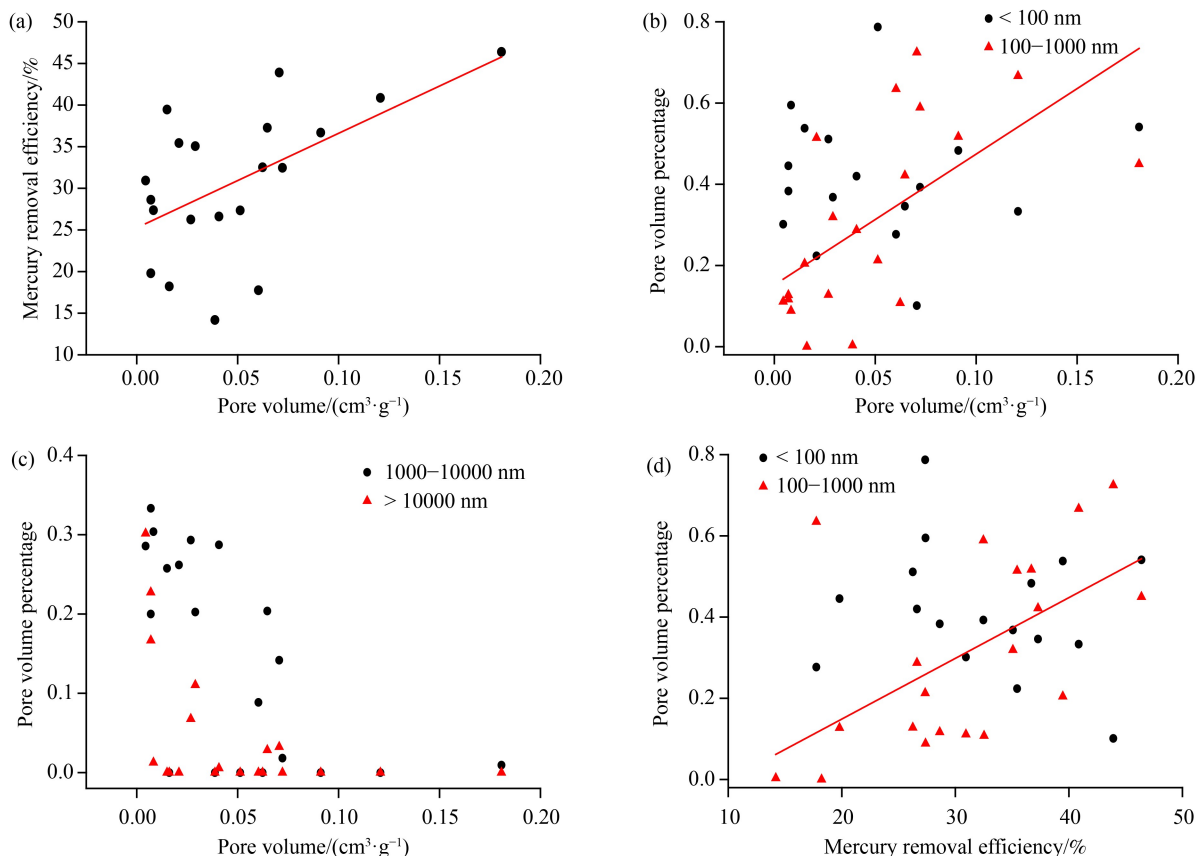 (a)
50
45
40
35
30
25
20
15
10
Mercury removal efficiency/%
0.00 0.05 0.10 0.15 0.20
Pore volume/(cm³·g⁻¹)
(b)
< 100 nm
100−1000 nm
0.8
0.6
0.4
0.2
0.0
Pore volume percentage
0.00 0.05 0.10 0.15 0.20
Pore volume/(cm³·g⁻¹)
(c)
1000−10000 nm
> 10000 nm
0.4
0.3
0.2
0.1
0.0
Pore volume percentage
0.00 0.05 0.10 0.15 0.20
Pore volume/(cm³·g⁻¹)
(d)
< 100 nm
100−1000 nm
0.8
0.6
0.4
0.2
0.0
Pore volume percentage
10 20 30 40 50
Mercury removal efficiency/%